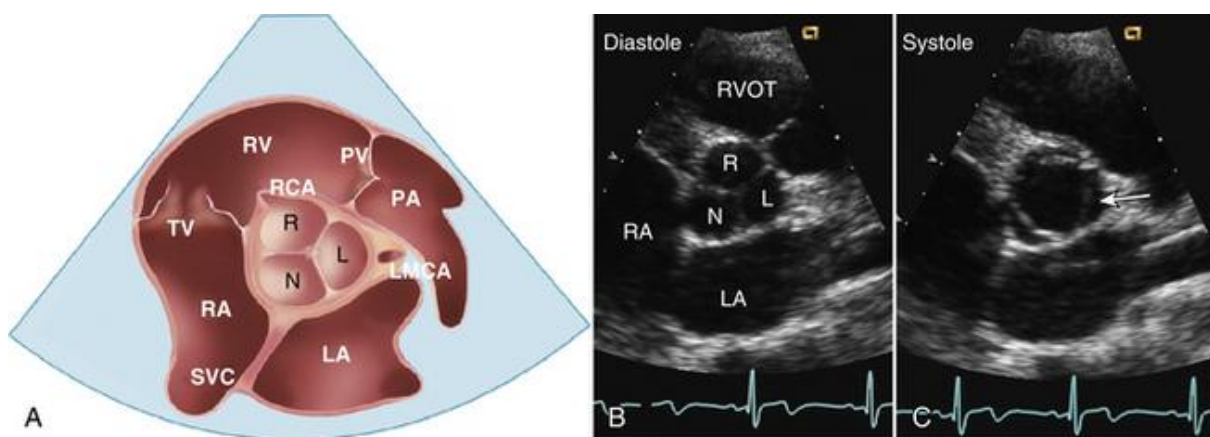 RV
PV
RCA
PA
R
TV
L
LMCA
N
RA
LA
SVC
A
Diastole
RVOT
R
L
N
RA
LA
B
Systole
C